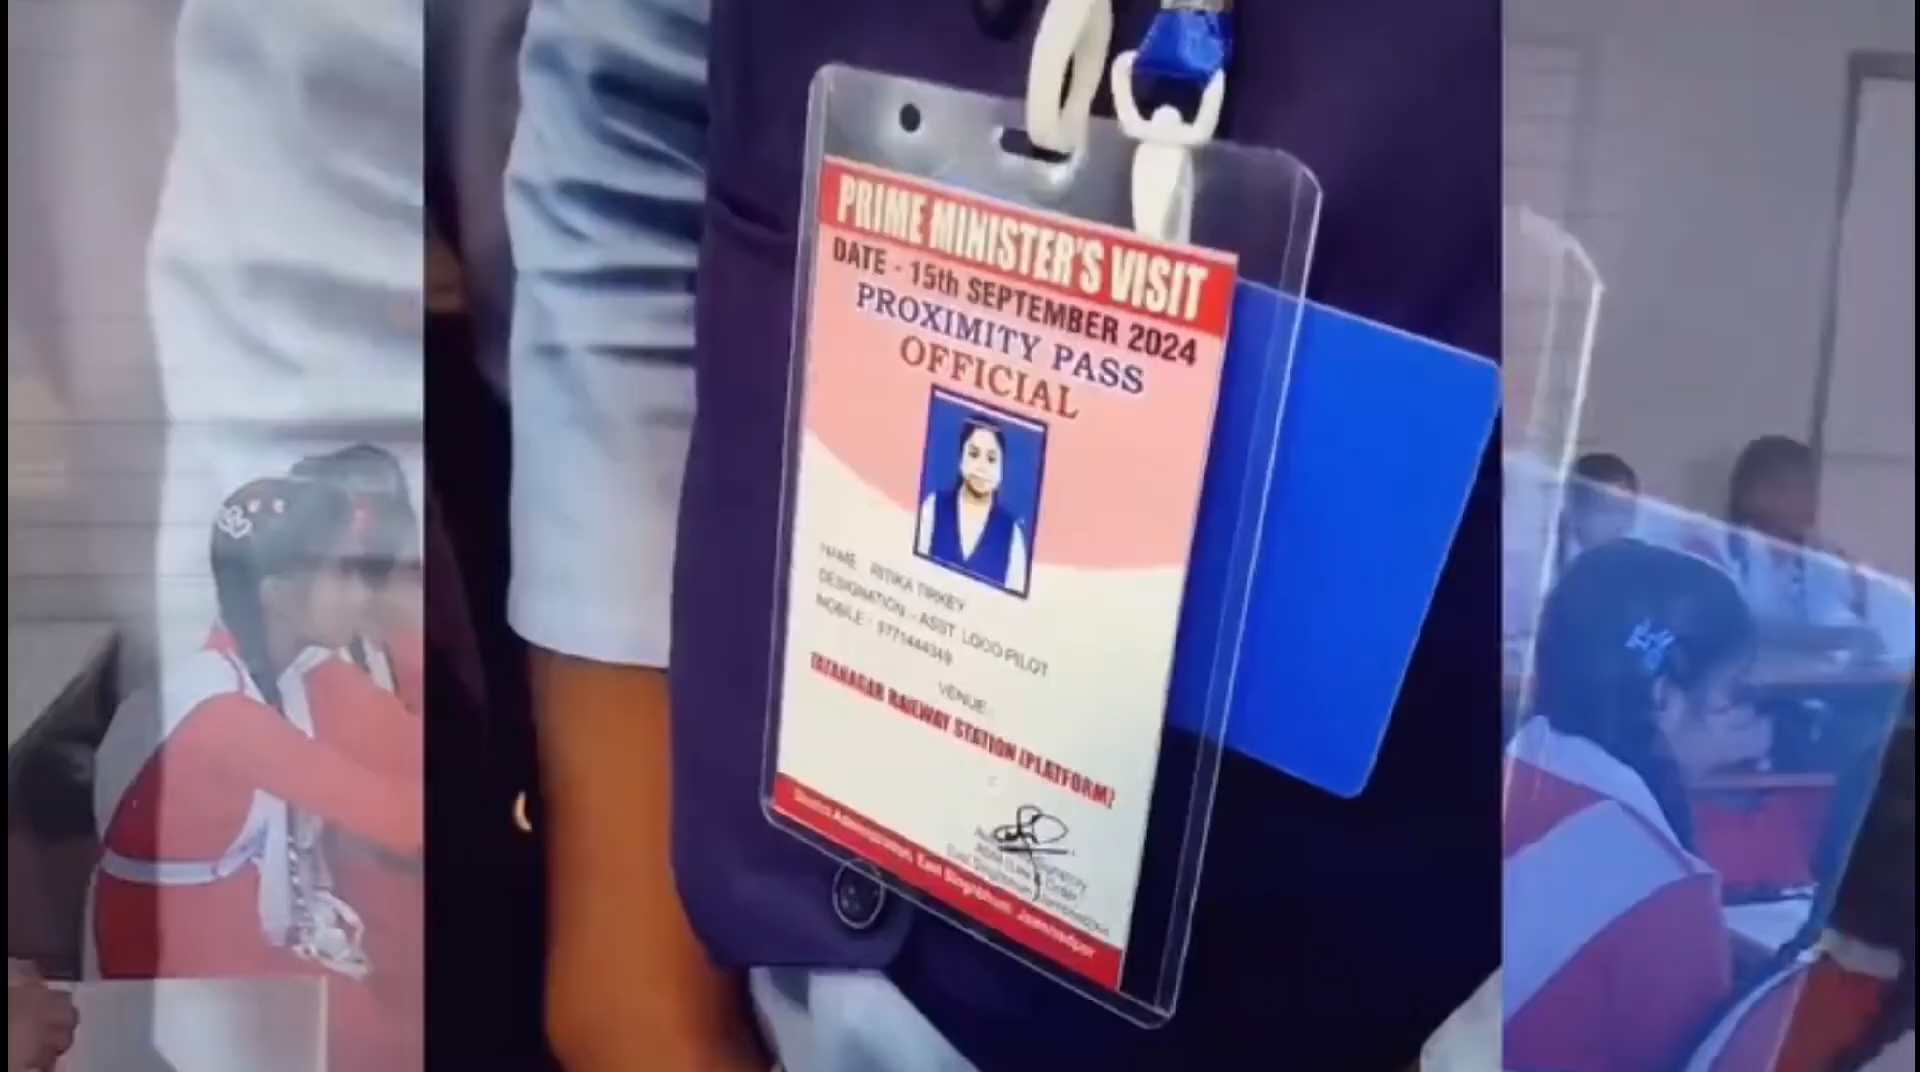 PRIME MINISTER'S VISIT
DATE - 15th SEPTEMBER 2024
PROXIMITY PASS
OFFICIAL
NAME : RITIKA TIRKEY
DESIGNATION - ASST LOCO PILOT
MOBILE : 9771444349
VENUE :
TATANAGAR RAILWAY STATION (PLATFORM)
District Administration, East Singhbhum, Jamshedpur